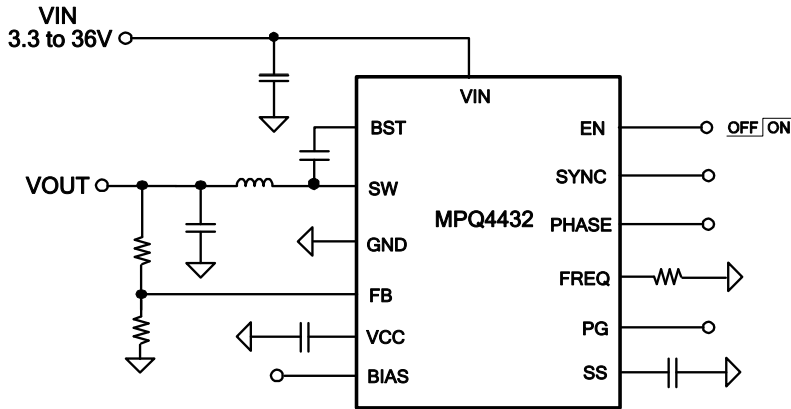 VIN
3.3 to 36V
VIN
BST
EN
OFF ON
SYNC
VOUT
SW
MPQ4432
PHASE
GND
FREQ
FB
PG
VCC
SS
BIAS